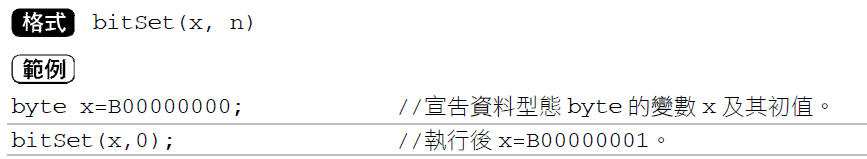 格式 bitSet(x, n)
範例
byte x=B00000000; //宣告資料型態 byte 的變數 x 及其初值。
bitSet(x,0); //執行後 x=B00000001。